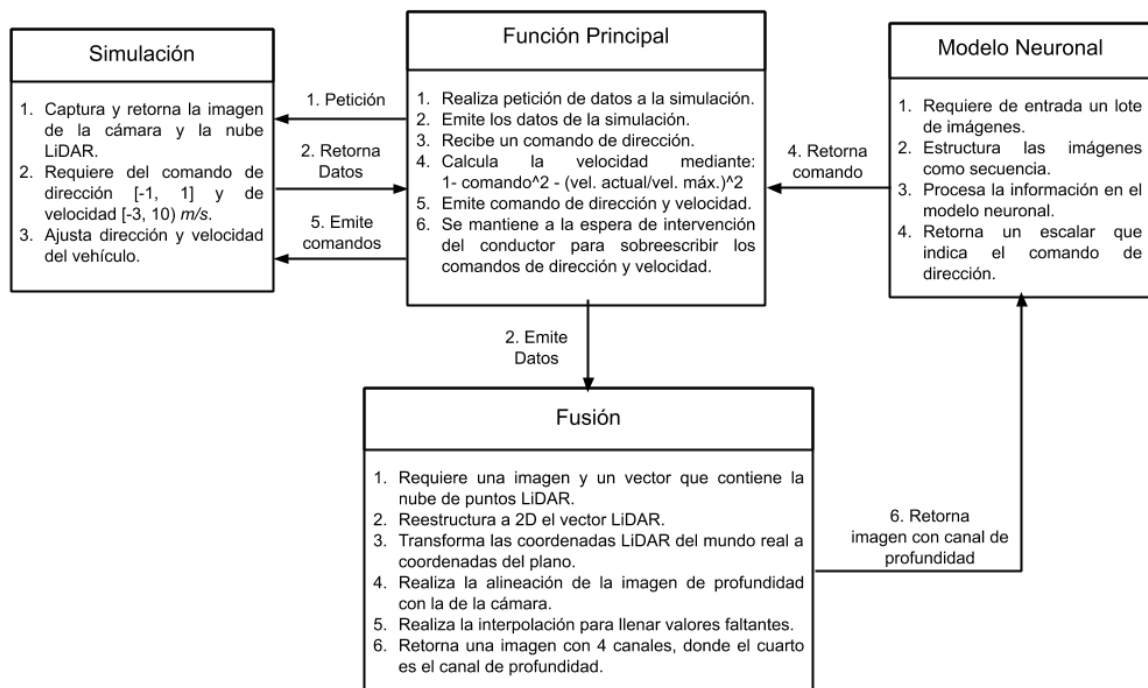 Simulación
1. Captura y retorna la imagen
de la cámara y la nube
LiDAR.
2. Requiere del comando de
dirección [-1, 1] y de
velocidad [-3, 10) m/s.
3. Ajusta dirección y velocidad
del vehículo.
1. Petición
2. Retorna
Datos
5. Emite
comandos
Función Principal
1. Realiza petición de datos a la simulación.
2. Emite los datos de la simulación.
3. Recibe un comando de dirección.
4. Calcula la velocidad mediante:
1- comando^2 - (vel. actual/vel. máx.)^2
5. Emite comando de dirección y velocidad.
6. Se mantiene a la espera de intervención
del conductor para sobreescribir los
comandos de dirección y velocidad.
4. Retorna
comando
Modelo Neuronal
1. Requiere de entrada un lote
de imágenes.
2. Estructura las imágenes
como secuencia.
3. Procesa la información en el
modelo neuronal.
4. Retorna un escalar que
indica el comando de
dirección.
2. Emite
Datos
Fusión
1. Requiere una imagen y un vector que contiene la
nube de puntos LiDAR.
2. Reestructura a 2D el vector LiDAR.
3. Transforma las coordenadas LiDAR del mundo real a
coordenadas del plano.
4. Realiza la alineación de la imagen de profundidad
con la de la cámara.
5. Realiza la interpolación para llenar valores faltantes.
6. Retorna una imagen con 4 canales, donde el cuarto
es el canal de profundidad.
6. Retorna
imagen con canal de
profundidad